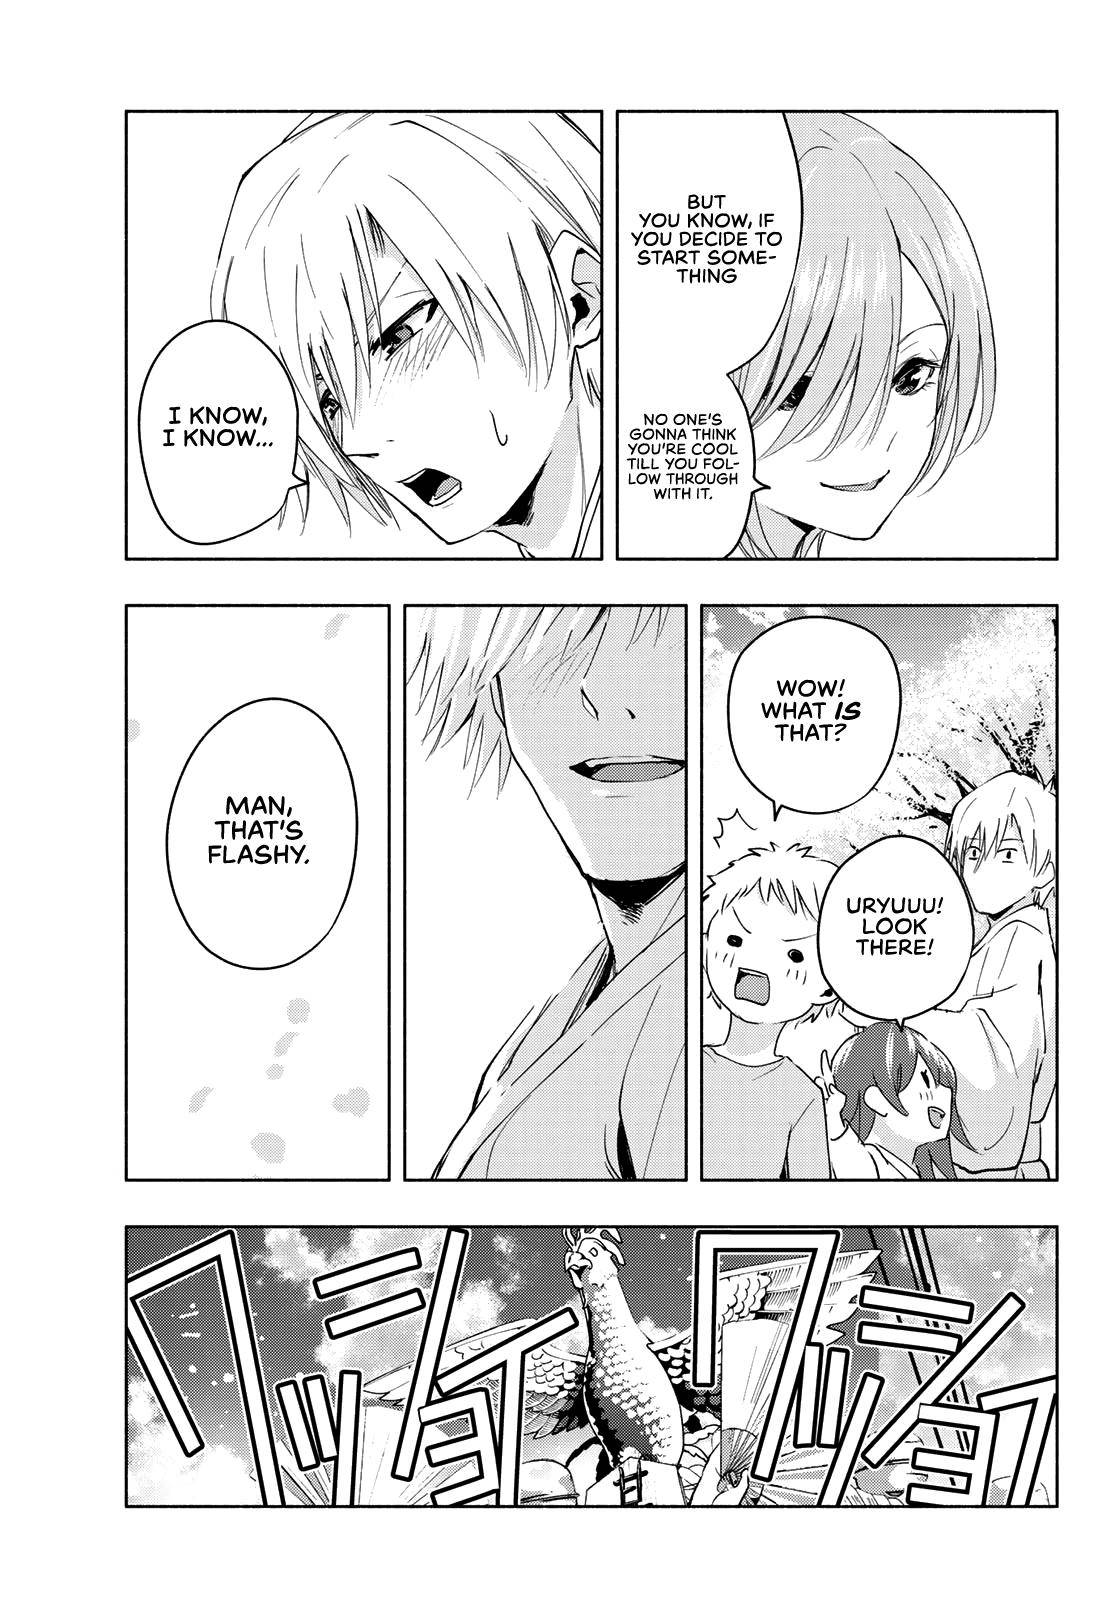 BUT
YOU KNOW, IF
YOU DECIDE TO
START SOME-
THING
NO ONE'S
GONNA THINK
YOU'RE COOL
TILL YOU FOL-
LOW THROUGH
WITH IT.
I KNOW,
I KNOW...
WOW!
WHAT IS
THAT?
URYUUU!
LOOK
THERE!
MAN,
THAT'S
FLASHY.
ワッショイ
ワッショイ